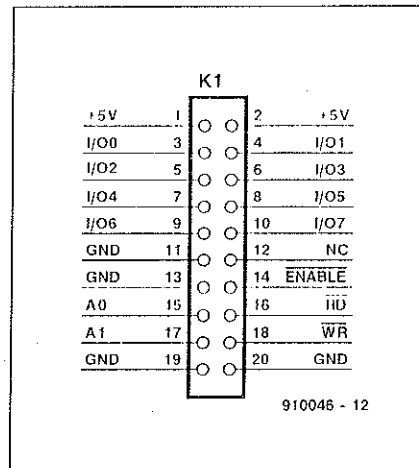 K1
+5V 1 2 +5V
I/O0 3 4 I/O1
I/O2 5 6 I/O3
I/O4 7 8 I/O5
I/O6 9 10 I/O7
GND 11 12 NC
GND 13 14 ENABLE
A0 15 16 RD
A1 17 18 WR
GND 19 20 GND
910046 - 12